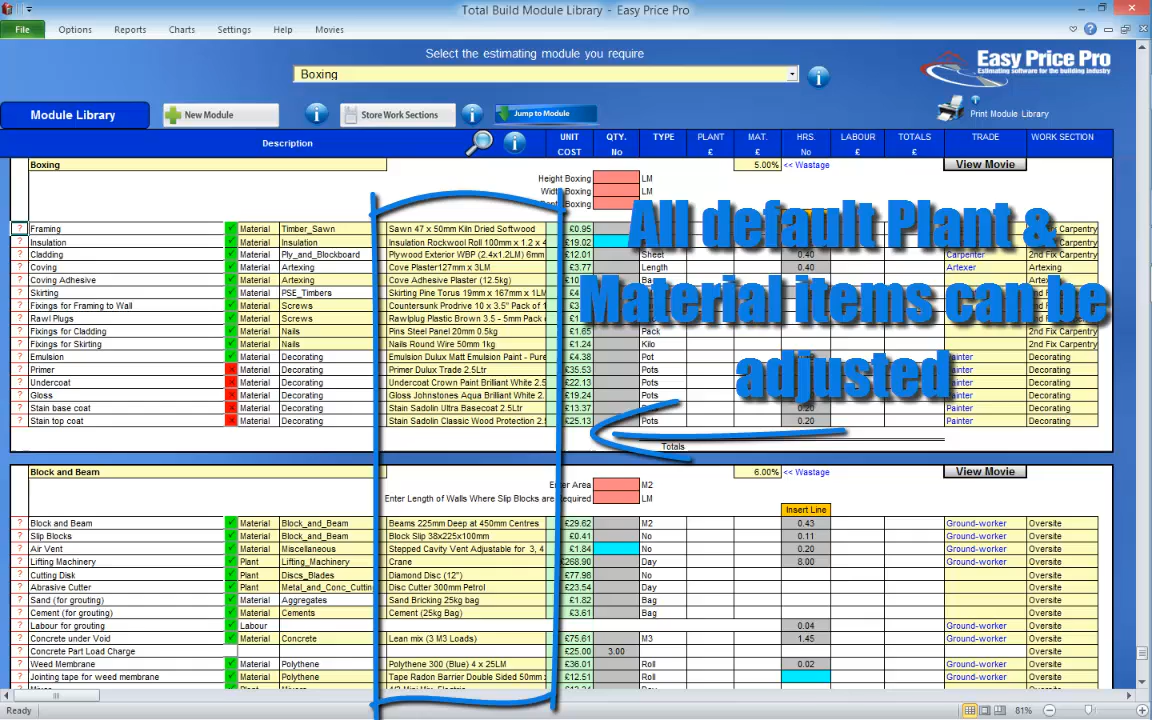 Total Build Module Library - Easy Price Pro
File Options Reports Charts Settings Help Movies
Select the estimating module you require
Boxing
Easy Price Pro
Estimating software for the building industry
Module Library New Module Store Work Sections Jump to Module Print Module Library
Description UNIT COST QTY. No TYPE PLANT £ MAT. £ HRS. No LABOUR £ TOTALS £ TRADE WORK SECTION
Boxing 5.00% << Wastage View Movie
Height Boxing LM
Width Boxing LM
Boxing LM
All default Plant &
Material items can be
adjusted
? Framing Material Timber_Sawn Sawn 47 x 50mm Kiln Dried Softwood £0.95 Carpentry
? Insulation Material Insulation Insulation Rockwool Roll 100mm x 1.2 x 4 £19.02 Carpentry
? Cladding Material Ply_and_Blockboard Plywood Exterior WBP (2.4x1.2LM) 6mm £12.54 Sheet 0.40 Carpenter 2nd Fix Carpentry
? Coving Material Artexing Cove Plaster127mm x 3LM £3.77 Length 0.40 Artexer Artexing
? Coving Adhesive Material Artexing Cove Adhesive Plaster (12.5kg) Artexing
? Skirting Material PSE_Timbers Skirting Pine Torus 19mm x 167mm x 1LM
? Fixings for Framing to Wall Material Screws Countersunk Prodrive 10 x 3.5" Pack of
? Rawl Plugs Material Screws Rawlplug Plastic Brown 3.5 - 5mm Pack
? Fixings for Cladding Material Nails Pins Steel Panel 20mm 0.5kg £1.65 Pack 2nd Fix Carpentry
? Fixings for Skirting Material Nails Nails Round Wire 50mm 1kg £1.24 Kilo 2nd Fix Carpentry
? Emulsion Material Decorating Emulsion Dulux Matt Emulsion Paint - Pure £4.38 Pot Painter Decorating
? Primer Material Decorating Primer Dulux Trade 2.5Ltr £35.53 Pots Painter Decorating
? Undercoat Material Decorating Undercoat Crown Paint Brilliant White 2.5 £22.13 Pots Painter Decorating
? Gloss Material Decorating Gloss Johnstones Aqua Brilliant White 2. £19.24 Pots Painter Decorating
? Stain base coat Material Decorating Stain Sadolin Ultra Basecoat 2.5Ltr £13.37 Pots 0.20 Painter Decorating
? Stain top coat Material Decorating Stain Sadolin Classic Wood Protection 2. £25.13 Pots 0.20 Painter Decorating
Totals
Block and Beam 6.00% << Wastage View Movie
Enter Area M2
Enter Length of Walls Where Slip Blocks are Required LM
Insert Line
? Block and Beam Material Block_and_Beam Beams 225mm Deep at 450mm Centres £29.62 M2 0.43 Ground-worker Oversite
? Slip Blocks Material Block_and_Beam Block Slip 38x225x100mm £0.42 No 0.11 Ground-worker Oversite
? Air Vent Material Miscellaneous Stepped Cavity Vent Adjustable for 3, 4 £1.84 No 0.20 Ground-worker Oversite
? Lifting Machinery Plant Lifting_Machinery Crane £268.90 Day 8.00 Ground-worker Oversite
? Cutting Disk Plant Discs_Blades Diamond Disc (12") £77.98 No Oversite
? Abrasive Cutter Plant Metal_and_Conc_Cutting Disc Cutter 300mm Petrol £23.54 Day Oversite
? Sand (for grouting) Material Aggregates Sand Bricking 25kg bag £1.82 Bag Oversite
? Cement (for grouting) Material Cements Cement (25kg Bag) £3.61 Bag Oversite
? Labour for grouting Labour 0.04 Ground-worker Oversite
? Concrete under Void Material Concrete Lean mix (3 M3 Loads) £75.61 M3 1.45 Ground-worker Oversite
? Concrete Part Load Charge £25.00 3.00 Oversite
? Weed Membrane Material Polythene Polythene 300 (Blue) 4 x 25LM £36.01 Roll 0.02 Ground-worker Oversite
? Jointing tape for weed membrane Material Polythene Tape Radon Barrier Double Sided 50mm £12.51 Roll Ground-worker Oversite
Ready 81%